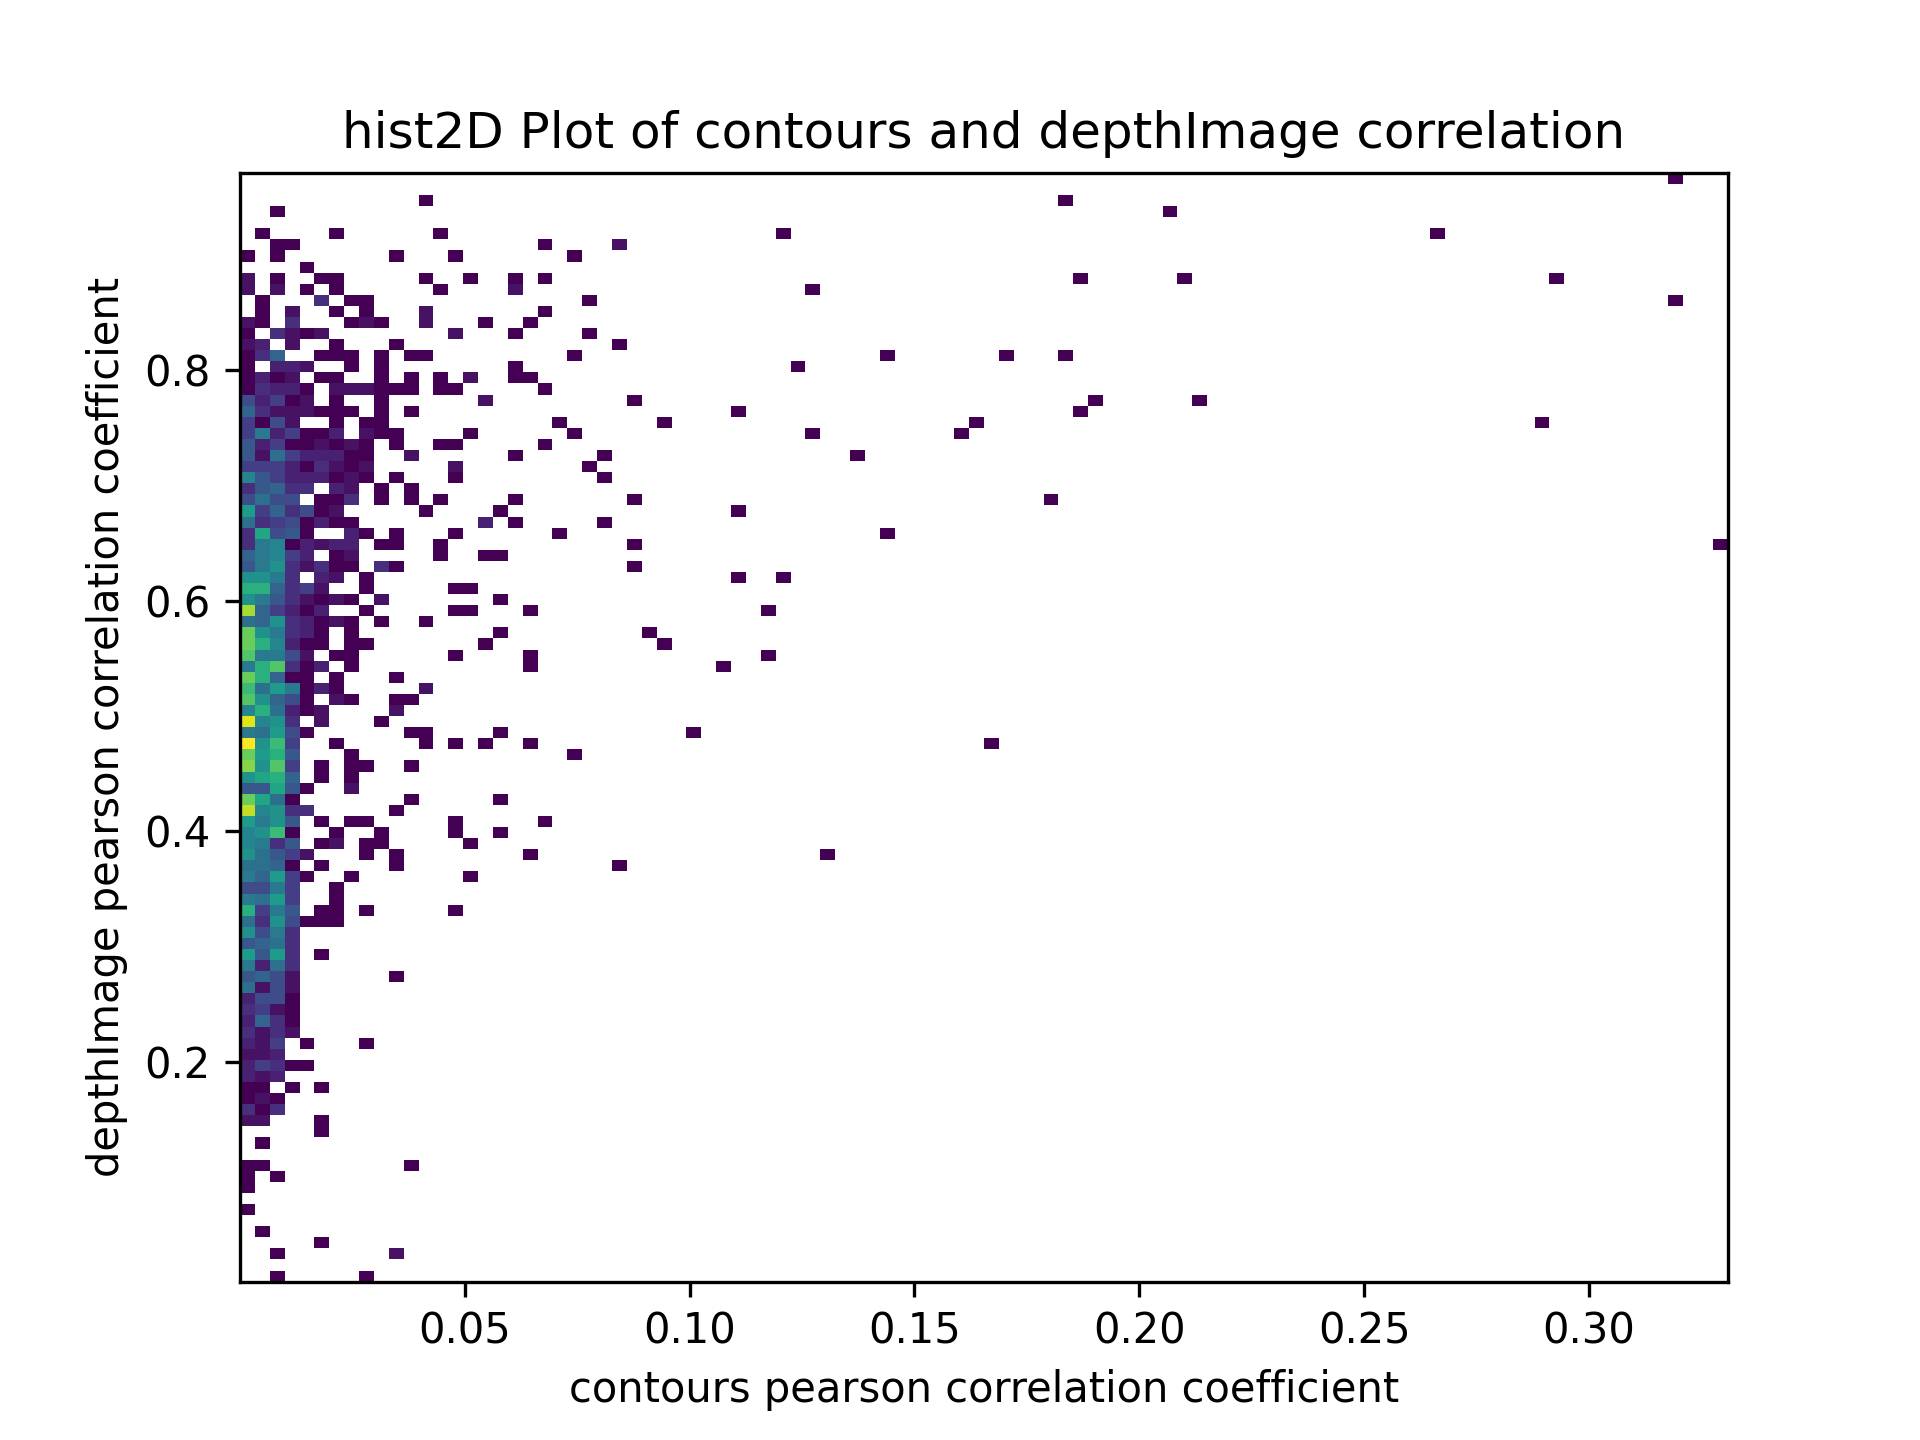 hist2D Plot of contours and depthImage correlation
depthImage pearson correlation coefficient
0.8
0.6
0.4
0.2
0.05 0.10 0.15 0.20 0.25 0.30
contours pearson correlation coefficient